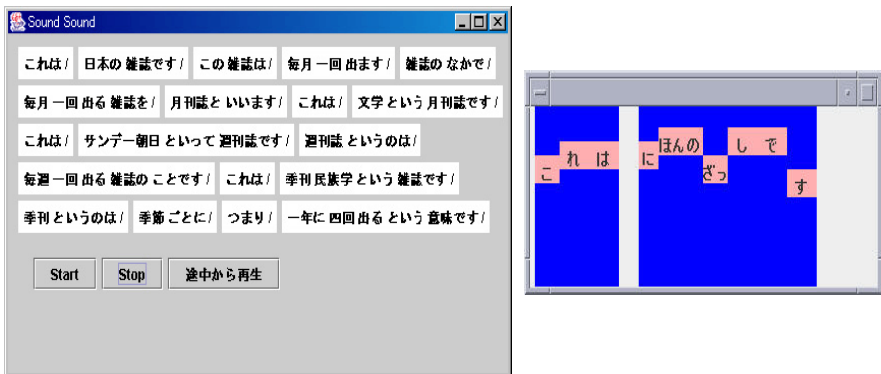 Sound Sound
これは/ 日本の 雑誌です/ この 雑誌は/ 毎月 一回 出ます/ 雑誌の なかで/
毎月 一回 出る 雑誌を/ 月刊誌と いいます/ これは/ 文学 という 月刊誌です/
これは/ サンデー朝日 といって 週刊誌です/ 週刊誌 というのは/
毎週 一回 出る 雑誌の ことです/ これは/ 季刊 民族学 という 雑誌です/
季刊 というのは/ 季節 ごとに/ つまり/ 一年に 四回 出る という 意味です/
Start Stop 途中から再生
これは にほんの ざっしです